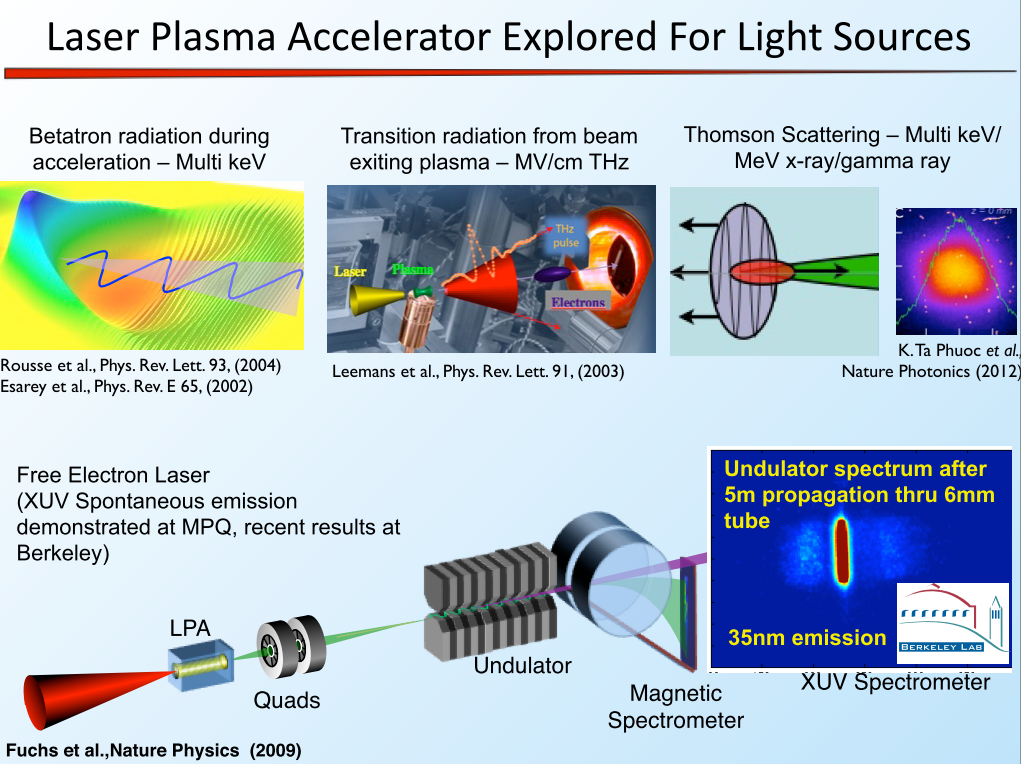 Laser Plasma Accelerator Explored For Light Sources
Betatron radiation during
acceleration – Multi keV
Transition radiation from beam
exiting plasma – MV/cm THz
Thomson Scattering – Multi keV/
MeV x-ray/gamma ray
THz
pulse
Laser
Plasma
Electrons
z = 0 mm
Rousse et al., Phys. Rev. Lett. 93, (2004)
Esarey et al., Phys. Rev. E 65, (2002)
Leemans et al., Phys. Rev. Lett. 91, (2003)
K. Ta Phuoc et al.,
Nature Photonics (2012)
Free Electron Laser
(XUV Spontaneous emission
demonstrated at MPQ, recent results at
Berkeley)
Undulator spectrum after
5m propagation thru 6mm
tube
35nm emission
BERKELEY LAB
LPA
Quads
Undulator
Magnetic
Spectrometer
XUV Spectrometer
Fuchs et al.,Nature Physics (2009)